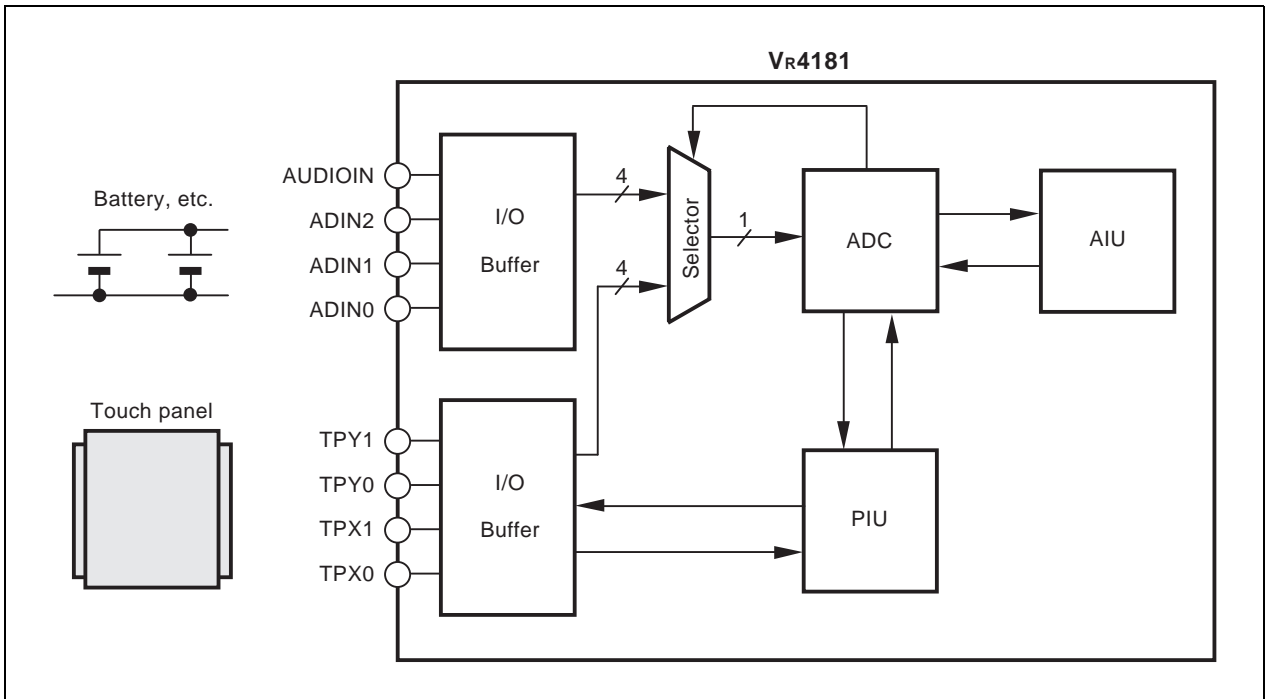 VR4181
AUDIOIN
ADIN2
ADIN1
ADIN0
Battery, etc.
I/O
Buffer
4
4
Selector
1
ADC
AIU
Touch panel
TPY1
TPY0
TPX1
TPX0
I/O
Buffer
PIU